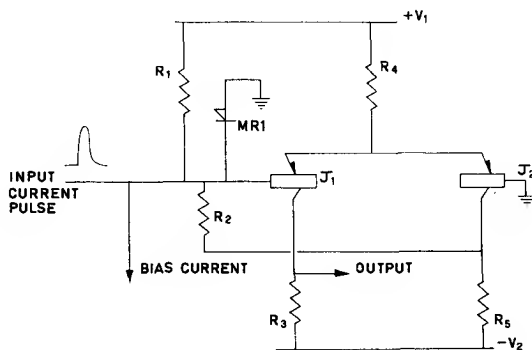 +V₁
R₁
R₄
MR1
INPUT
CURRENT
PULSE
J₁
J₂
R₂
BIAS CURRENT
OUTPUT
R₃
R₅
-V₂